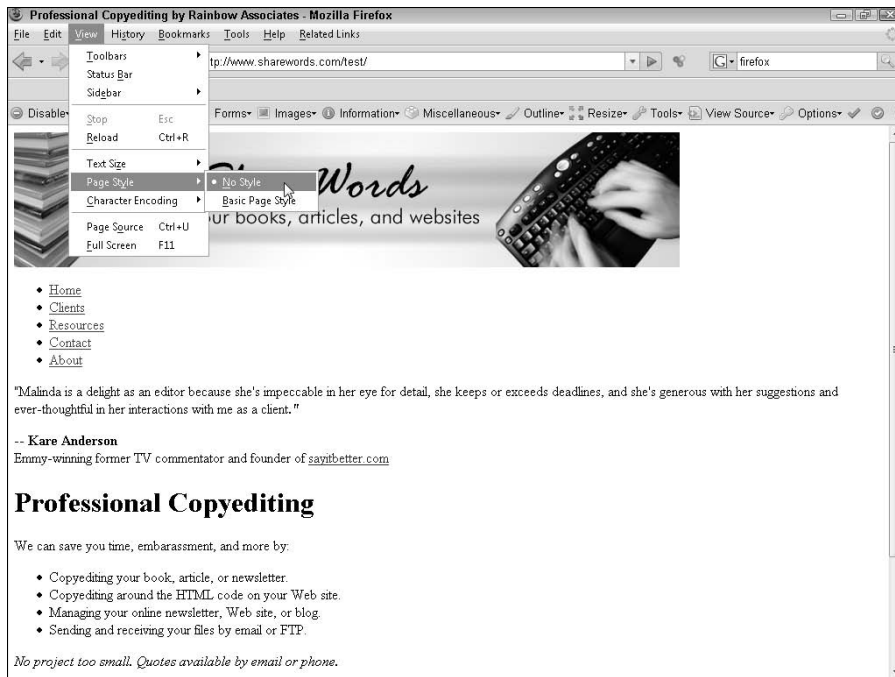 Professional Copyediting by Rainbow Associates - Mozilla Firefox
File Edit View History Bookmarks Tools Help Related Links
Toolbars
Status Bar
Sidebar
Stop Esc
Reload Ctrl+R
Text Size
Page Style
Character Encoding
Page Source Ctrl+U
Full Screen F11
No Style
Basic Page Style
tp://www.sharewords.com/test/
G firefox
Disable Forms Images Information Miscellaneous Outline Resize Tools View Source Options
Words
ur books, articles, and websites
Home
Clients
Resources
Contact
About
"Malinda is a delight as an editor because she's impeccable in her eye for detail, she keeps or exceeds deadlines, and she's generous with her suggestions and
ever-thoughtful in her interactions with me as a client."
-- Kare Anderson
Emmy-winning former TV commentator and founder of sayitbetter.com
Professional Copyediting
We can save you time, embarassment, and more by:
Copyediting your book, article, or newsletter.
Copyediting around the HTML code on your Web site.
Managing your online newsletter, Web site, or blog.
Sending and receiving your files by email or FTP.
No project too small. Quotes available by email or phone.